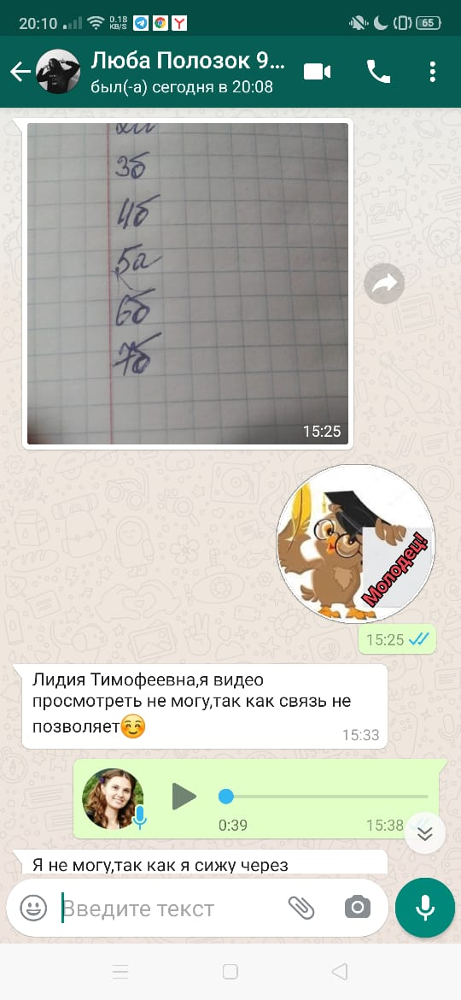 20:10 0.18 KB/S 65
Люба Полозок 9...
был(-а) сегодня в 20:08
3б
4б
5а
6б
7б
15:25
Молодец!
15:25
Лидия Тимофеевна,я видео
просмотреть не могу,так как связь не
позволяет
15:33
0:39 15:38
Я не могу,так как я сижу через
Введите текст